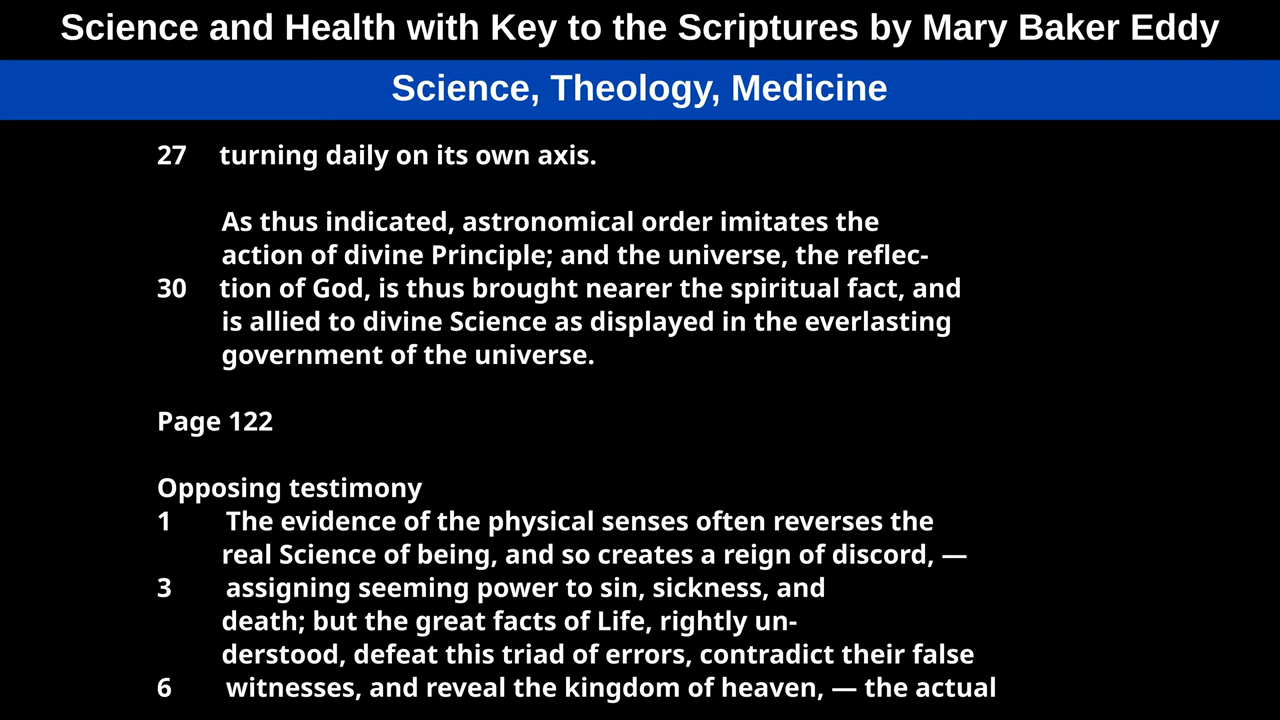 Science and Health with Key to the Scriptures by Mary Baker Eddy
Science, Theology, Medicine
27 turning daily on its own axis.
As thus indicated, astronomical order imitates the
action of divine Principle; and the universe, the reflec-
30 tion of God, is thus brought nearer the spiritual fact, and
is allied to divine Science as displayed in the everlasting
government of the universe.
Page 122
Opposing testimony
1 The evidence of the physical senses often reverses the
real Science of being, and so creates a reign of discord, —
3 assigning seeming power to sin, sickness, and
death; but the great facts of Life, rightly un-
derstood, defeat this triad of errors, contradict their false
6 witnesses, and reveal the kingdom of heaven, — the actual